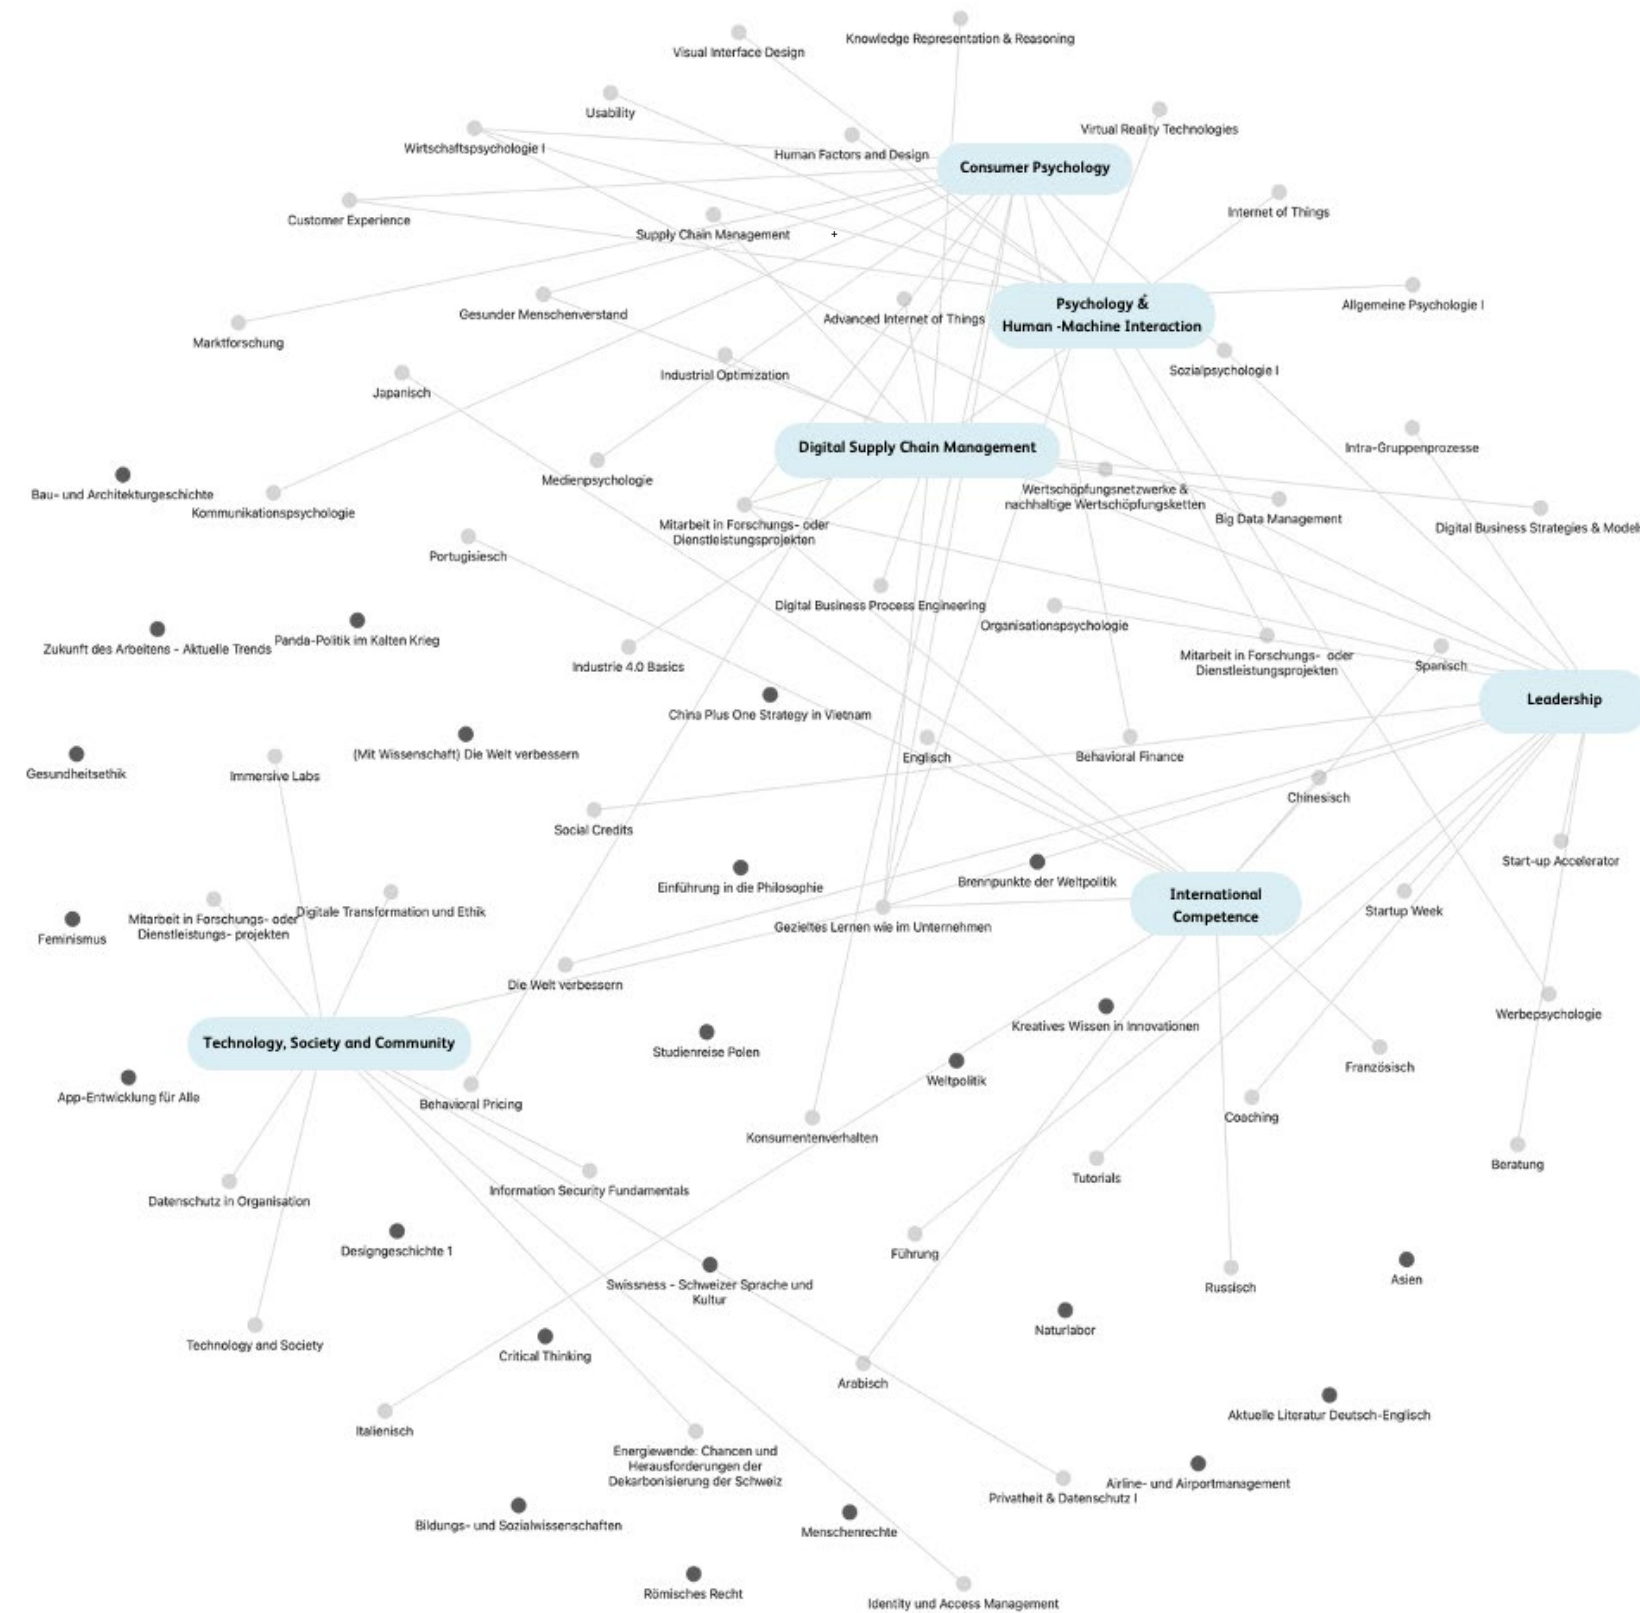 Knowledge Representation & Reasoning
Visual Interface Design
Usability
Virtual Reality Technologies
Wirtschaftspsychologie I
Human Factors and Design
Consumer Psychology
Customer Experience
Internet of Things
Supply Chain Management
Psychology &
Human -Machine Interaction
Allgemeine Psychologie I
Gesunder Menschenverstand
Advanced Internet of Things
Marktforschung
Sozialpsychologie I
Industrial Optimization
Japanisch
Digital Supply Chain Management
Intra-Gruppenprozesse
Medienpsychologie
Bau- und Architekturgeschichte
Kommunikationspsychologie
Wertschöpfungsnetzwerke &
nachhaltige Wertschöpfungsketten
Big Data Management
Mitarbeit in Forschungs- oder
Dienstleistungsprojekten
Digital Business Strategies & Model
Portugisiesch
Digital Business Process Engineering
Organisationspsychologie
Zukunft des Arbeitens - Aktuelle Trends
Panda-Politik im Kalten Krieg
Industrie 4.0 Basics
Mitarbeit in Forschungs- oder
Dienstleistungsprojekten
Spanisch
Leadership
China Plus One Strategy in Vietnam
(Mit Wissenschaft) Die Welt verbessern
Englisch
Behavioral Finance
Gesundheitsethik
Immersive Labs
Chinesisch
Social Credits
Start-up Accelerator
Einführung in die Philosophie
Brennpunkte der Weltpolitik
International
Competence
Startup Week
Mitarbeit in Forschungs- oder
Dienstleistungs- projekten
Digitale Transformation und Ethik
Gezieltes Lernen wie im Unternehmen
Feminismus
Die Welt verbessern
Kreatives Wissen in Innovationen
Werbepsychologie
Technology, Society and Community
Studienreise Polen
Französisch
Weltpolitik
App-Entwicklung für Alle
Behavioral Pricing
Coaching
Konsumentenverhalten
Beratung
Tutorials
Information Security Fundamentals
Datenschutz in Organisation
Designgeschichte 1
Führung
Swissness - Schweizer Sprache und
Kultur
Russisch
Asien
Naturlabor
Technology and Society
Critical Thinking
Arabisch
Aktuelle Literatur Deutsch-Englisch
Italienisch
Energiewende: Chancen und
Herausforderungen der
Dekarbonisierung der Schweiz
Airline- und Airportmanagement
Privatheit & Datenschutz I
Bildungs- und Sozialwissenschaften
Menschenrechte
Römisches Recht
Identity und Access Management